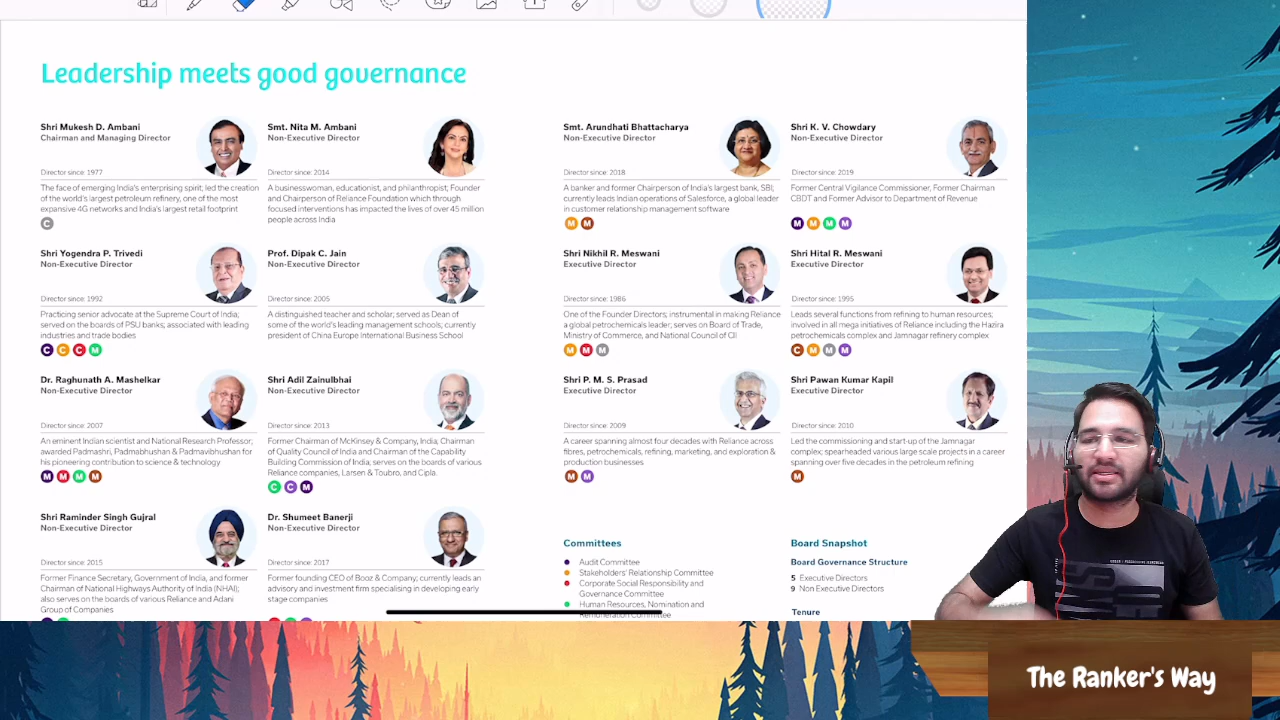 Leadership meets good governance
Shri Mukesh D. Ambani
Chairman and Managing Director
Director since: 1977
The face of emerging India's enterprising spirit; led the creation
of the world's largest petroleum refinery, one of the most
expansive 4G networks and India's largest retail footprint
C
Smt. Nita M. Ambani
Non-Executive Director
Director since: 2014
A businesswoman, educationist, and philanthropist; Founder
and Chairperson of Reliance Foundation which through
focused interventions has impacted the lives of over 45 million
people across India
Smt. Arundhati Bhattacharya
Non-Executive Director
Director since: 2018
A banker and former Chairperson of India's largest bank, SBI;
currently leads Indian operations of Salesforce, a global leader
in customer relationship management software
M M
Shri K. V. Chowdary
Non-Executive Director
Director since: 2019
Former Central Vigilance Commissioner, Former Chairman
CBDT and Former Advisor to Department of Revenue
M M M M
Shri Yogendra P. Trivedi
Non-Executive Director
Director since: 1992
Practicing senior advocate at the Supreme Court of India;
served on the boards of PSU banks; associated with leading
industries and trade bodies
C C C M
Prof. Dipak C. Jain
Non-Executive Director
Director since: 2005
A distinguished teacher and scholar; served as Dean of
some of the world's leading management schools; currently
president of China Europe International Business School
Shri Nikhil R. Meswani
Executive Director
Director since: 1986
One of the Founder Directors; instrumental in making Reliance
a global petrochemicals leader; serves on Board of Trade,
Ministry of Commerce, and National Council of CII
M M M
Shri Hital R. Meswani
Executive Director
Director since: 1995
Leads several functions from refining to human resources;
involved in all mega initiatives of Reliance including the Hazira
petrochemicals complex and Jamnagar refinery complex
C M M M
Dr. Raghunath A. Mashelkar
Non-Executive Director
Director since: 2007
An eminent Indian scientist and National Research Professor;
awarded Padmashri, Padmabhushan & Padmavibhushan for
his pioneering contribution to science & technology
M M M M
Shri Adil Zainulbhai
Non-Executive Director
Director since: 2013
Former Chairman of McKinsey & Company, India, Chairman
of Quality Council of India and Chairman of the Capability
Building Commission of India; serves on the boards of various
Reliance companies, Larsen & Toubro, and Cipla.
C C M
Shri P. M. S. Prasad
Executive Director
Director since: 2009
A career spanning almost four decades with Reliance across
fibres, petrochemicals, refining, marketing, and exploration &
production businesses
M M
Shri Pawan Kumar Kapil
Executive Director
Director since: 2010
Led the commissioning and start-up of the Jamnagar
complex; spearheaded various large scale projects in a career
spanning over five decades in the petroleum refining
M
Shri Raminder Singh Gujral
Non-Executive Director
Director since: 2015
Former Finance Secretary, Government of India, and former
Chairman of National Highways Authority of India (NHAI);
also serves on the boards of various Reliance and Adani
Group of Companies
Dr. Shumeet Banerji
Non-Executive Director
Director since: 2017
Former founding CEO of Booz & Company; currently leads an
advisory and investment firm specialising in developing early
stage companies
Committees
Audit Committee
Stakeholders' Relationship Committee
Corporate Social Responsibility and
Governance Committee
Human Resources, Nomination and
Remuneration Committee
Board Snapshot
Board Governance Structure
5 Executive Directors
9 Non Executive Directors
Tenure
The Ranker's Way